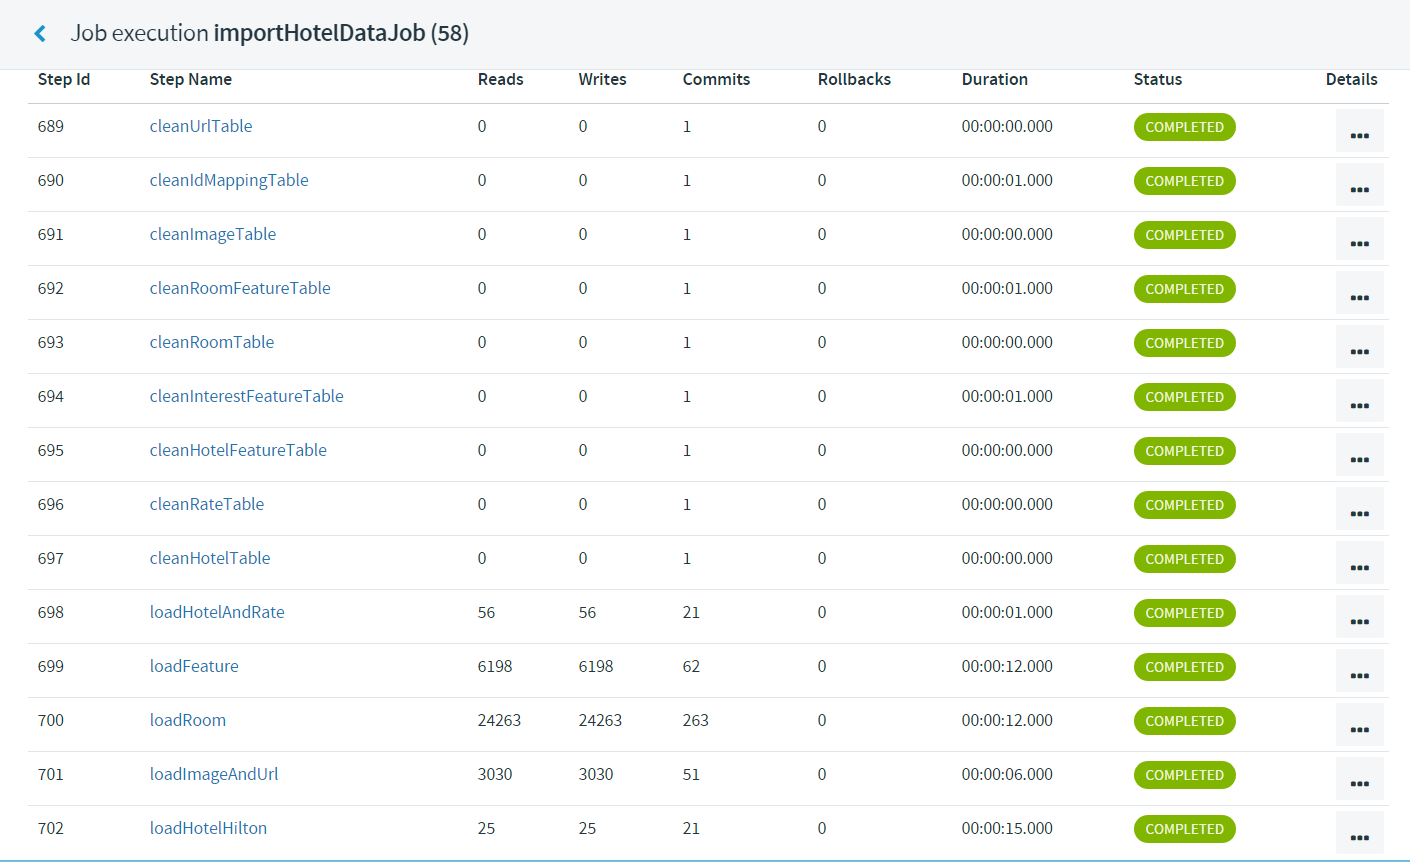 Job execution importHotelDataJob (58)
Step Id Step Name Reads Writes Commits Rollbacks Duration Status Details
689 cleanUrlTable 0 0 1 0 00:00:00.000 COMPLETED
690 cleanIdMappingTable 0 0 1 0 00:00:01.000 COMPLETED
691 cleanImageTable 0 0 1 0 00:00:00.000 COMPLETED
692 cleanRoomFeatureTable 0 0 1 0 00:00:01.000 COMPLETED
693 cleanRoomTable 0 0 1 0 00:00:00.000 COMPLETED
694 cleanInterestFeatureTable 0 0 1 0 00:00:01.000 COMPLETED
695 cleanHotelFeatureTable 0 0 1 0 00:00:00.000 COMPLETED
696 cleanRateTable 0 0 1 0 00:00:00.000 COMPLETED
697 cleanHotelTable 0 0 1 0 00:00:00.000 COMPLETED
698 loadHotelAndRate 56 56 21 0 00:00:01.000 COMPLETED
699 loadFeature 6198 6198 62 0 00:00:12.000 COMPLETED
700 loadRoom 24263 24263 263 0 00:00:12.000 COMPLETED
701 loadImageAndUrl 3030 3030 51 0 00:00:06.000 COMPLETED
702 loadHotelHilton 25 25 21 0 00:00:15.000 COMPLETED